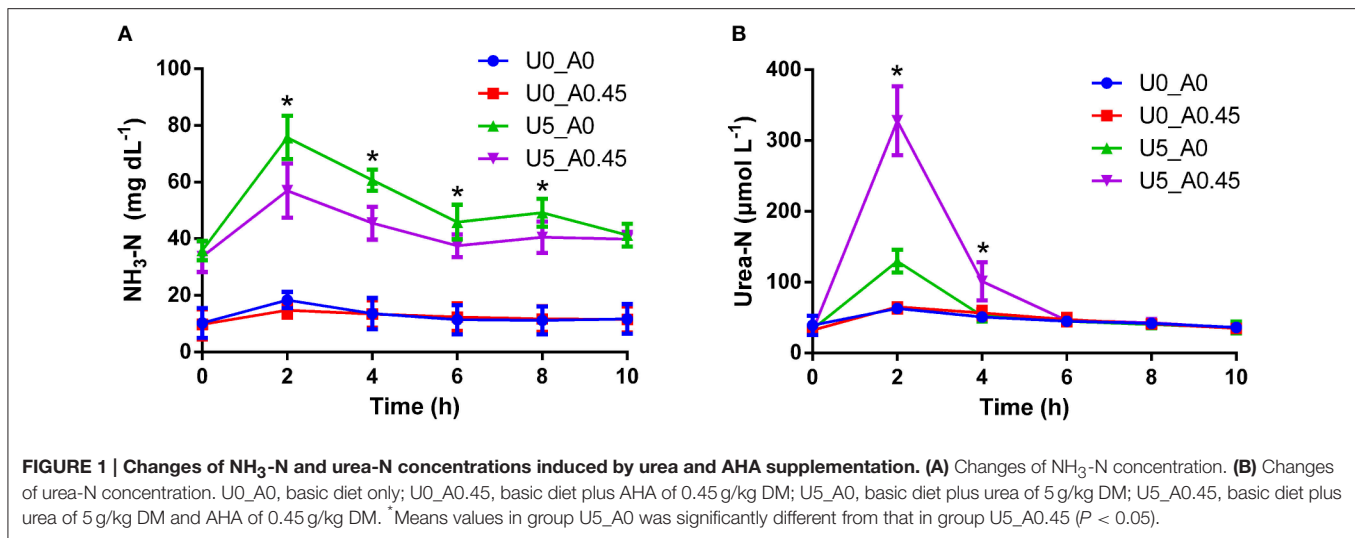 A
U0_A0
U0_A0.45
U5_A0
U5_A0.45
100
80
60
40
20
0
NH3-N (mg dL-1)
*
*
*
*
0 2 4 6 8 10
Time (h)
B
U0_A0
U0_A0.45
U5_A0
U5_A0.45
400
300
200
100
0
Urea-N (µmol L-1)
*
*
0 2 4 6 8 10
Time (h)
FIGURE 1 | Changes of NH3-N and urea-N concentrations induced by urea and AHA supplementation. (A) Changes of NH3-N concentration. (B) Changes
of urea-N concentration. U0_A0, basic diet only; U0_A0.45, basic diet plus AHA of 0.45 g/kg DM; U5_A0, basic diet plus urea of 5 g/kg DM; U5_A0.45, basic diet plus
urea of 5 g/kg DM and AHA of 0.45 g/kg DM. *Means values in group U5_A0 was significantly different from that in group U5_A0.45 (P < 0.05).